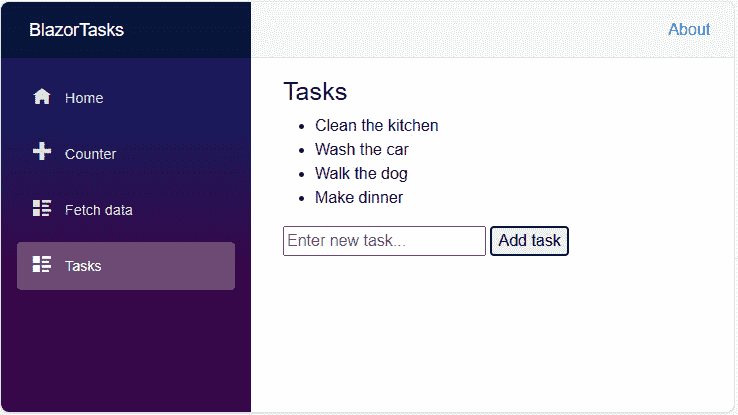 BlazorTasks
About
Home
Counter
Fetch data
Tasks
Tasks
Clean the kitchen
Wash the car
Walk the dog
Make dinner
Enter new task... Add task